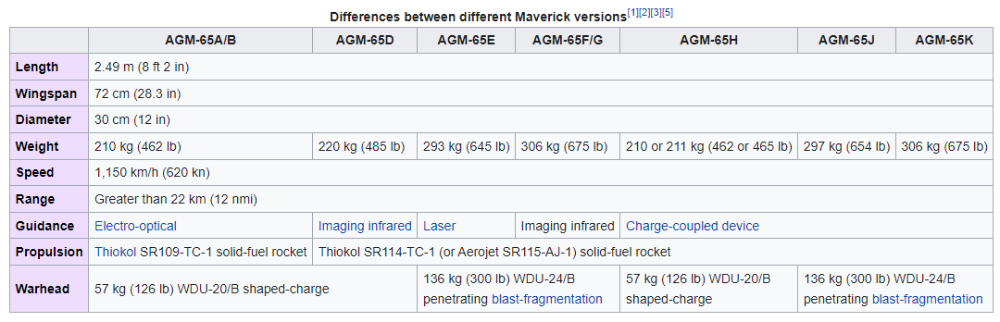 Differences between different Maverick versions[1][2][3][5]
AGM-65A/B AGM-65D AGM-65E AGM-65F/G AGM-65H AGM-65J AGM-65K
Length 2.49 m (8 ft 2 in)
Wingspan 72 cm (28.3 in)
Diameter 30 cm (12 in)
Weight 210 kg (462 lb) 220 kg (485 lb) 293 kg (645 lb) 306 kg (675 lb) 210 or 211 kg (462 or 465 lb) 297 kg (654 lb) 306 kg (675 lb)
Speed 1,150 km/h (620 kn)
Range Greater than 22 km (12 nmi)
Guidance Electro-optical Imaging infrared Laser Imaging infrared Charge-coupled device
Propulsion Thiokol SR109-TC-1 solid-fuel rocket Thiokol SR114-TC-1 (or Aerojet SR115-AJ-1) solid-fuel rocket
Warhead 57 kg (126 lb) WDU-20/B shaped-charge
136 kg (300 lb) WDU-24/B
penetrating blast-fragmentation
57 kg (126 lb) WDU-20/B
shaped-charge
136 kg (300 lb) WDU-24/B
penetrating blast-fragmentation